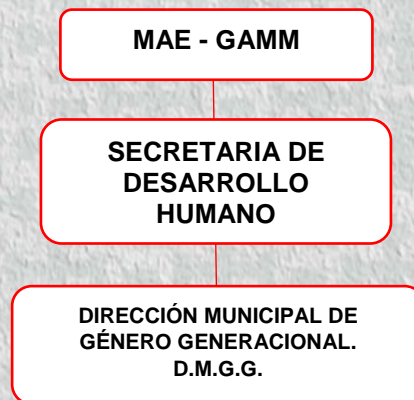 MAE - GAMM
SECRETARIA DE
DESARROLLO
HUMANO
DIRECCIÓN MUNICIPAL DE
GÉNERO GENERACIONAL.
D.M.G.G.